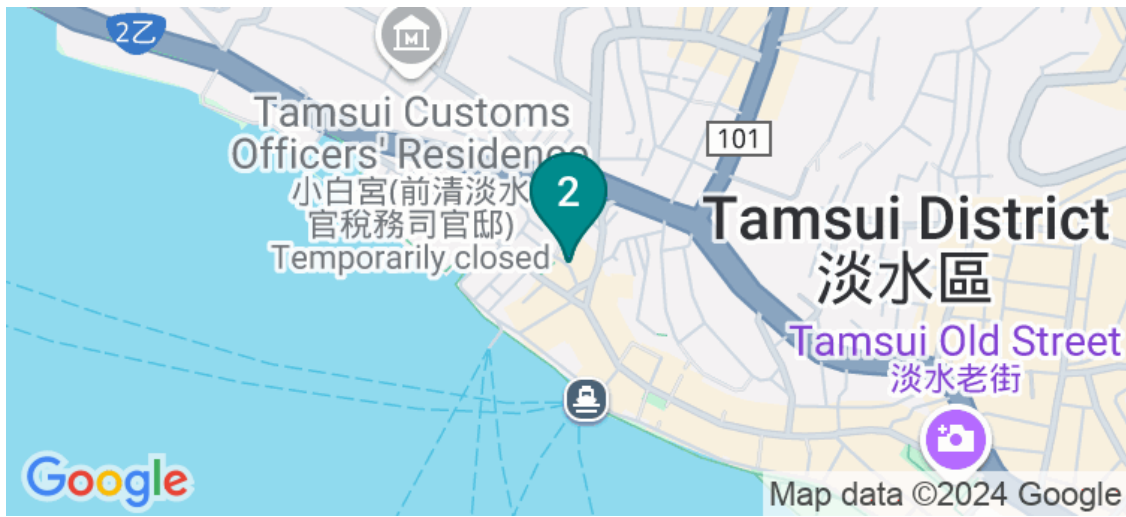 2乙
Tamsui Customs
Officers' Residence
小白宮(前清淡水
官稅務司官邸)
Temporarily closed
2
101
Tamsui District
淡水區
Tamsui Old Street
淡水老街
Google
Map data ©2024 Google